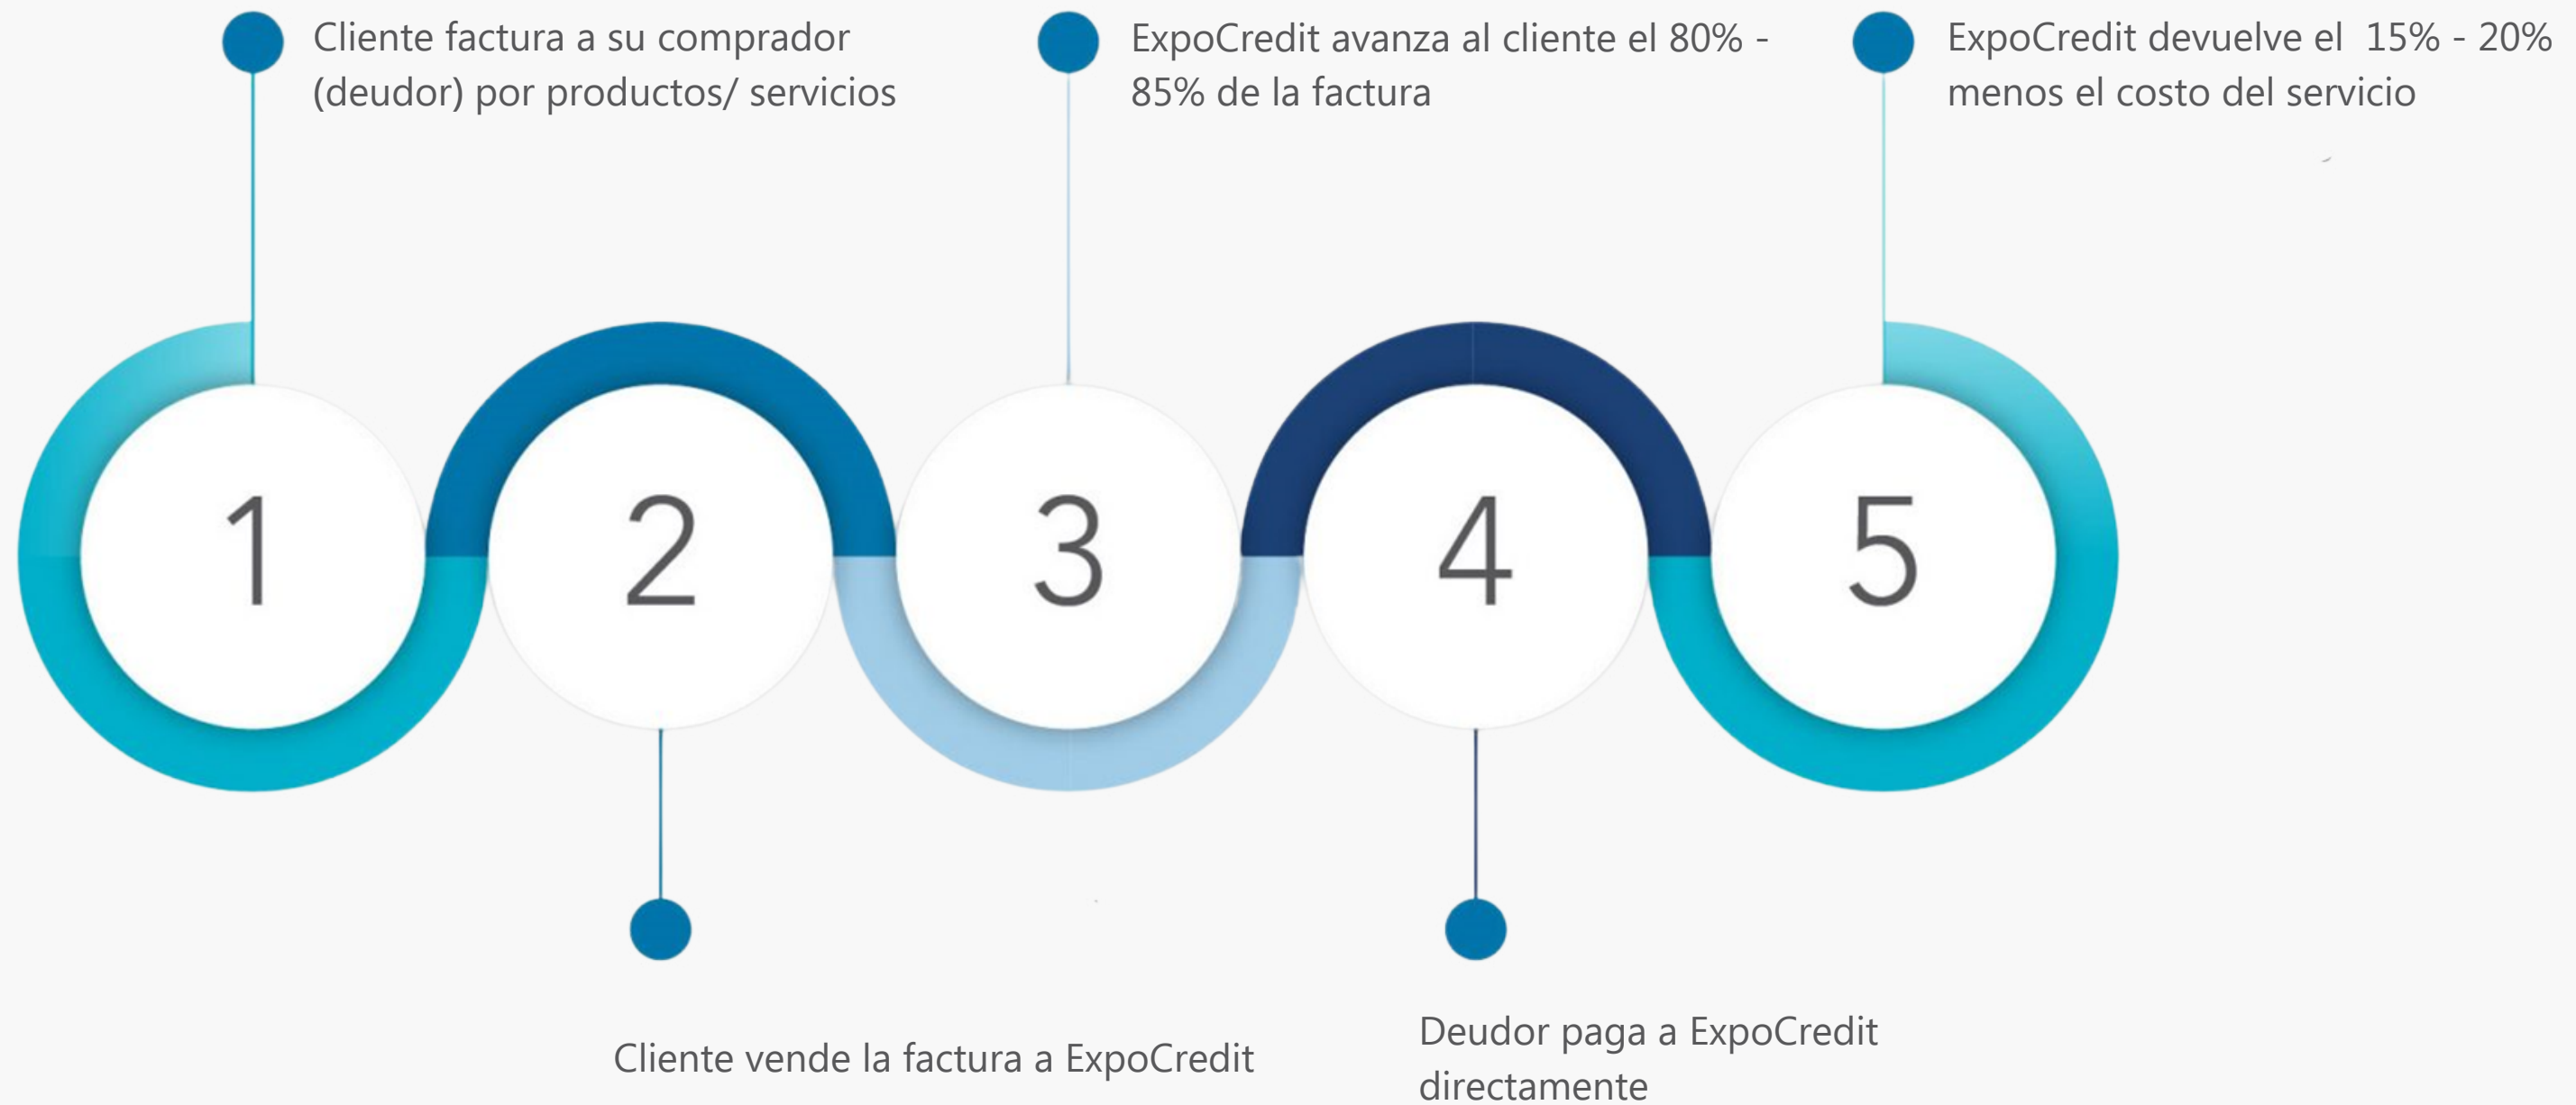 Cliente factura a su comprador
(deudor) por productos/ servicios
ExpoCredit avanza al cliente el 80% -
85% de la factura
ExpoCredit devuelve el 15% - 20%
menos el costo del servicio
1
2
3
4
5
Cliente vende la factura a ExpoCredit
Deudor paga a ExpoCredit
directamente